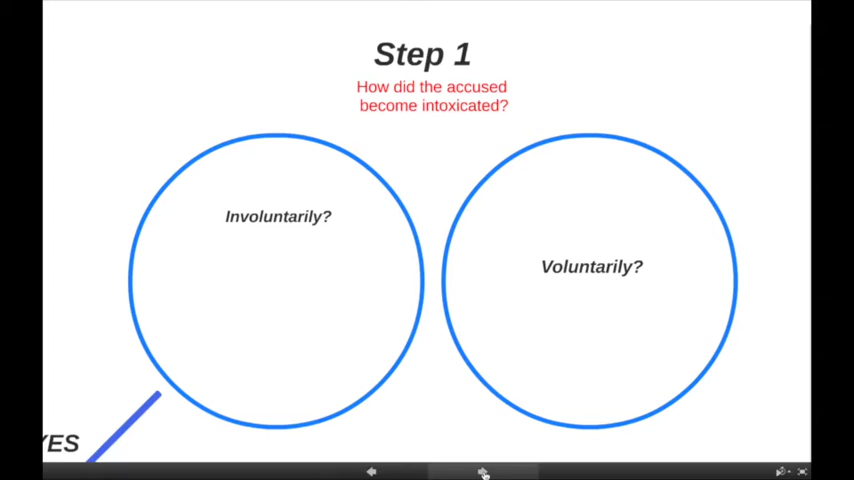 Step 1
How did the accused
become intoxicated?
Involuntarily?
Voluntarily?
YES